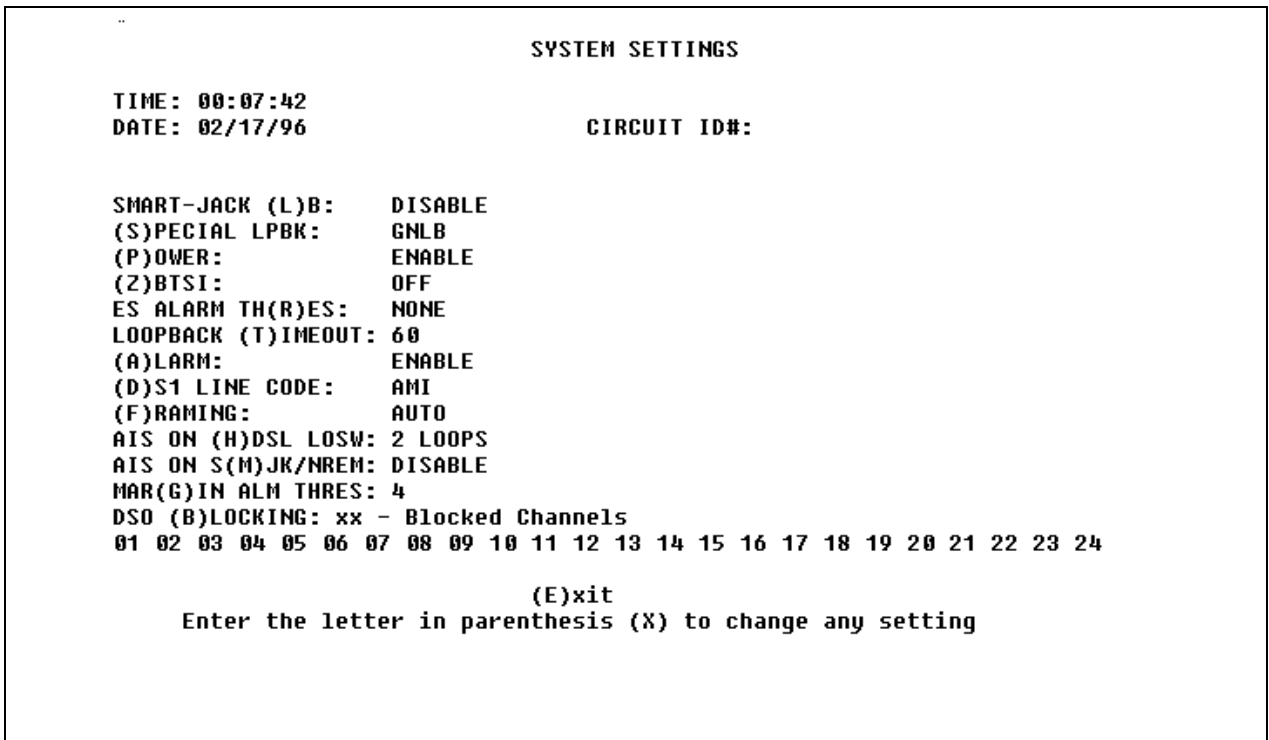 SYSTEM SETTINGS
TIME: 00:07:42
DATE: 02/17/96 CIRCUIT ID#:
SMART-JACK (L)B: DISABLE
(S)PECIAL LPBK: GNLB
(P)OWER: ENABLE
(Z)BTSI: OFF
ES ALARM TH(R)ES: NONE
LOOPBACK (T)IMEOUT: 60
(A)LARM: ENABLE
(D)S1 LINE CODE: AMI
(F)RAMING: AUTO
AIS ON (H)DSL LOSW: 2 LOOPS
AIS ON S(M)JK/NREM: DISABLE
MAR(G)IN ALM THRES: 4
DSO (B)LOCKING: xx - Blocked Channels
01 02 03 04 05 06 07 08 09 10 11 12 13 14 15 16 17 18 19 20 21 22 23 24
(E)xit
Enter the letter in parenthesis (X) to change any setting